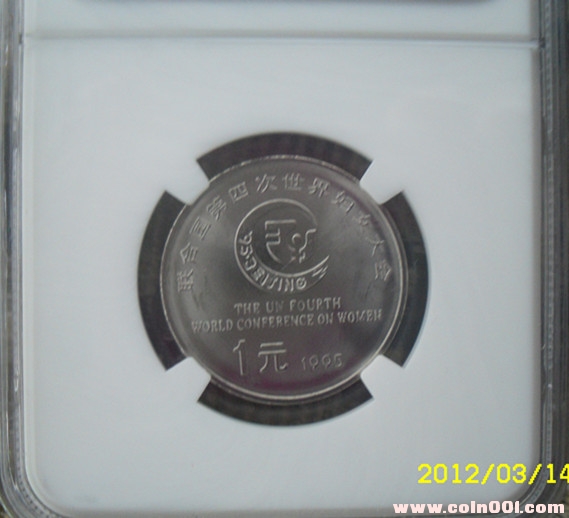 联合国第四次世界妇女大会
'95·BEIJING
THE UN FOURTH
WORLD CONFERENCE ON WOMEN
1元 1995
2012/03/14
www.coin001.com